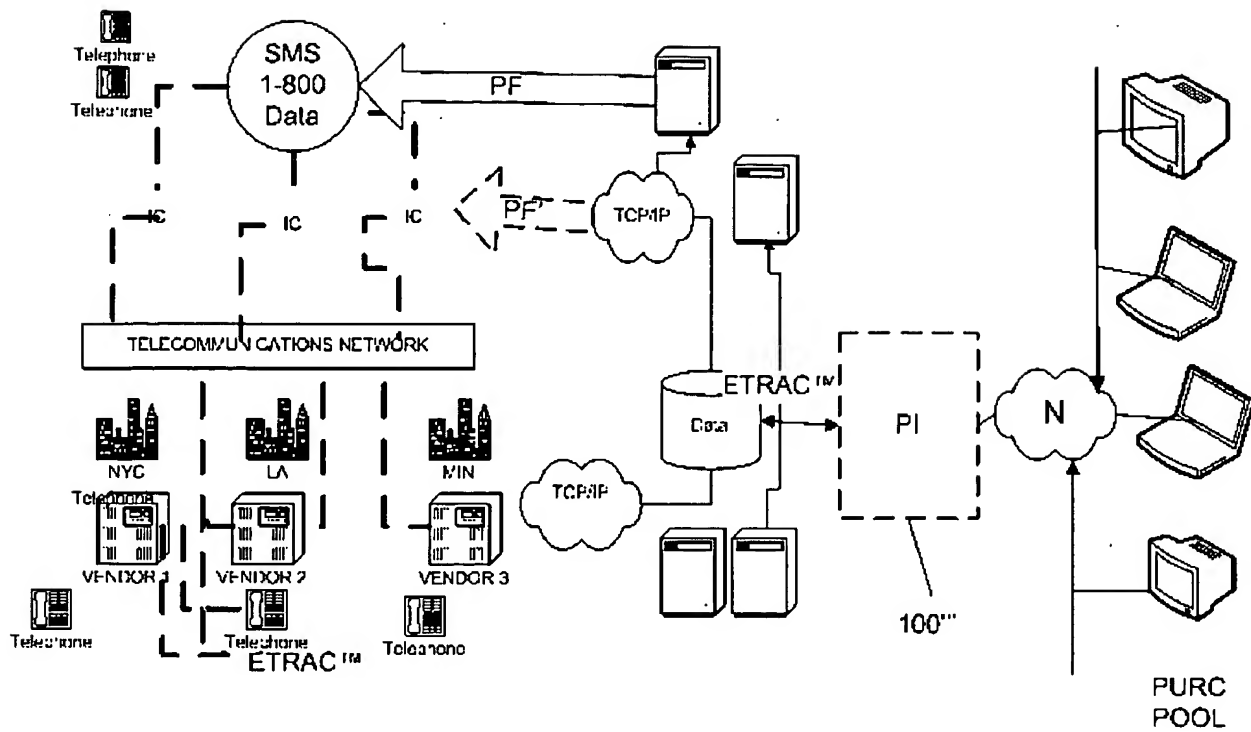 Telephone
Telephone
SMS
1-800
Data
PF
IC
IC
IC
PF'
TCP/IP
TELECOMMUNICATIONS NETWORK
ETRAC™
Data
PI
N
NYC
LA
MIN
Telephone
TCP/IP
VENDOR 1
VENDOR 2
VENDOR 3
100'''
Telephone
Telephone
Telephone
ETRAC™
PURC
POOL